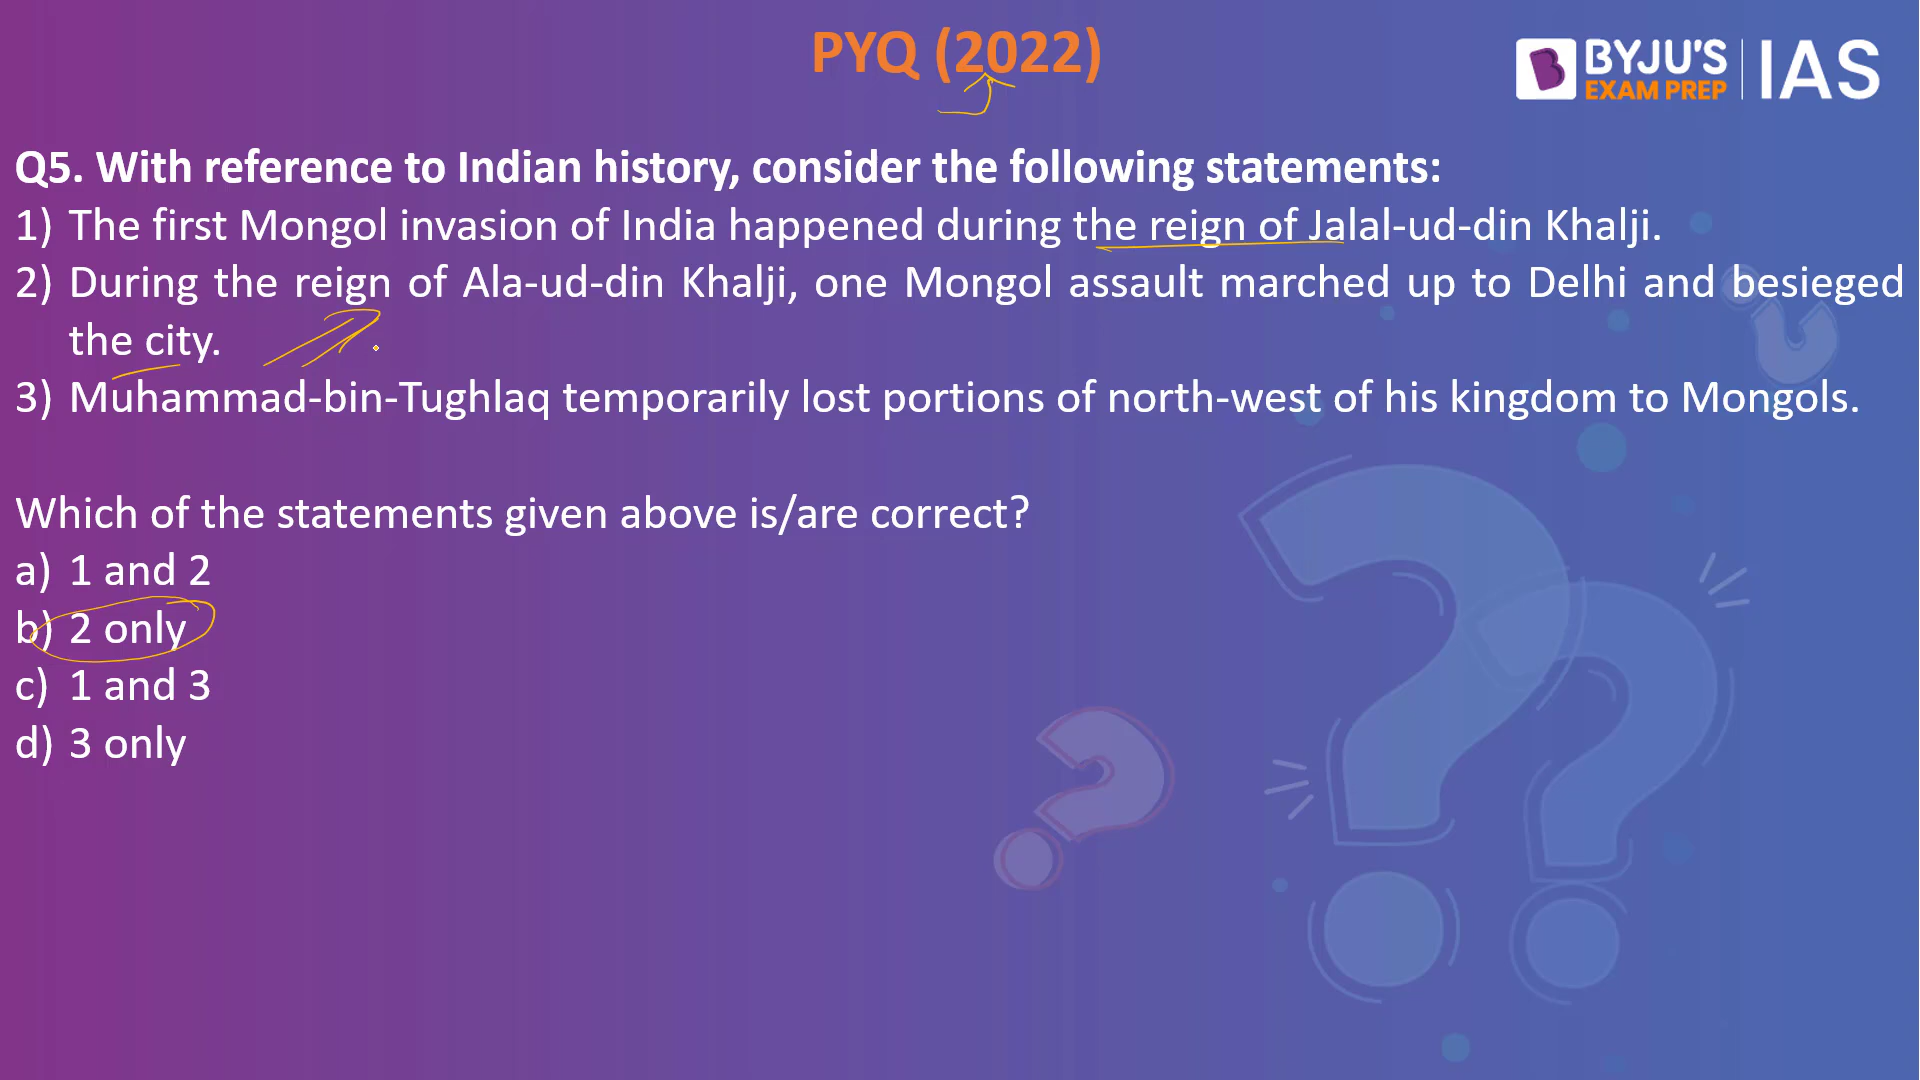 PYQ (2022)
BYJU'S
EXAM PREP
IAS
Q5. With reference to Indian history, consider the following statements:
1) The first Mongol invasion of India happened during the reign of Jalal-ud-din Khalji.
2) During the reign of Ala-ud-din Khalji, one Mongol assault marched up to Delhi and besieged
the city.
3) Muhammad-bin-Tughlaq temporarily lost portions of north-west of his kingdom to Mongols.
Which of the statements given above is/are correct?
a) 1 and 2
b) 2 only
c) 1 and 3
d) 3 only